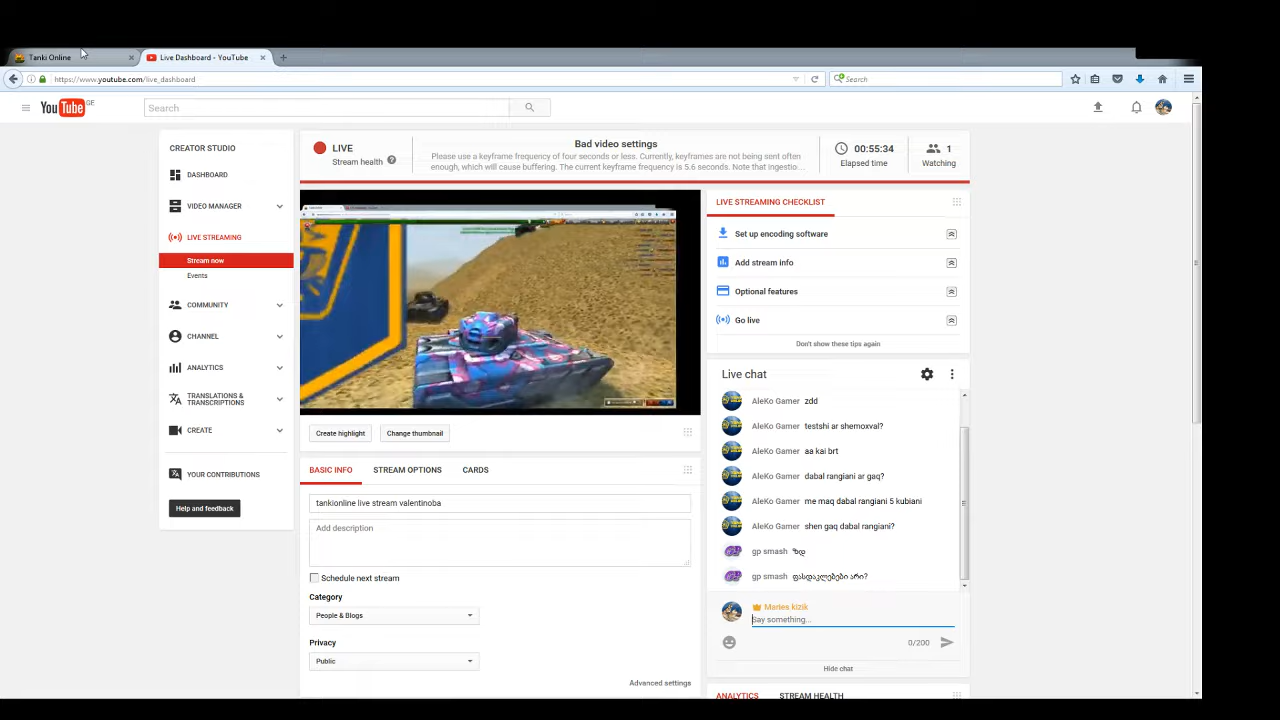 Tanki Online
Live Dashboard - YouTube
https://www.youtube.com/live_dashboard
Search
YouTube GE
Search
CREATOR STUDIO
DASHBOARD
VIDEO MANAGER
LIVE STREAMING
Stream now
Events
COMMUNITY
CHANNEL
ANALYTICS
TRANSLATIONS &
TRANSCRIPTIONS
CREATE
YOUR CONTRIBUTIONS
Help and feedback
LIVE
Stream health
Bad video settings
Please use a keyframe frequency of four seconds or less. Currently, keyframes are not being sent often
enough, which will cause buffering. The current keyframe frequency is 5.6 seconds. Note that ingestio...
00:55:34
Elapsed time
1
Watching
Create highlight
Change thumbnail
BASIC INFO
STREAM OPTIONS
CARDS
tankionline live stream valentinoba
Add description
Schedule next stream
Category
People & Blogs
Privacy
Public
Advanced settings
LIVE STREAMING CHECKLIST
Set up encoding software
Add stream info
Optional features
Go live
Don't show these tips again
Live chat
AleKo Gamer zdd
AleKo Gamer testshi ar shemoxval?
AleKo Gamer aa kai brt
AleKo Gamer dabal rangiani ar gaq?
AleKo Gamer me maq dabal rangiani 5 kubiani
AleKo Gamer shen gaq dabal rangiani?
gp smash ზდ
gp smash ფასდაკლებები არი?
Maries kizik
Say something...
0/200
Hide chat
ANALYTICS
STREAM HEALTH